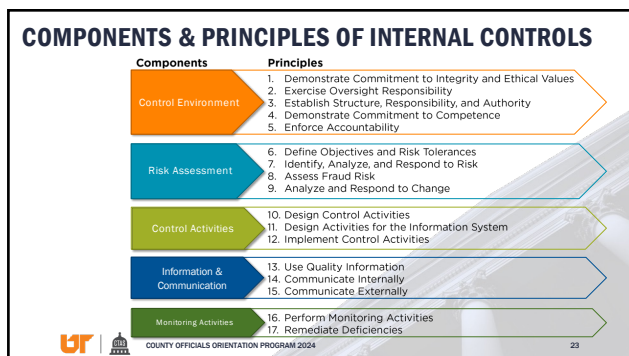 COMPONENTS & PRINCIPLES OF INTERNAL CONTROLS
Components Principles
Control Environment
1. Demonstrate Commitment to Integrity and Ethical Values
2. Exercise Oversight Responsibility
3. Establish Structure, Responsibility, and Authority
4. Demonstrate Commitment to Competence
5. Enforce Accountability
Risk Assessment
6. Define Objectives and Risk Tolerances
7. Identify, Analyze, and Respond to Risk
8. Assess Fraud Risk
9. Analyze and Respond to Change
Control Activities
10. Design Control Activities
11. Design Activities for the Information System
12. Implement Control Activities
Information &
Communication
13. Use Quality Information
14. Communicate Internally
15. Communicate Externally
Monitoring Activities
16. Perform Monitoring Activities
17. Remediate Deficiencies
UT CTAS COUNTY OFFICIALS ORIENTATION PROGRAM 2024 23